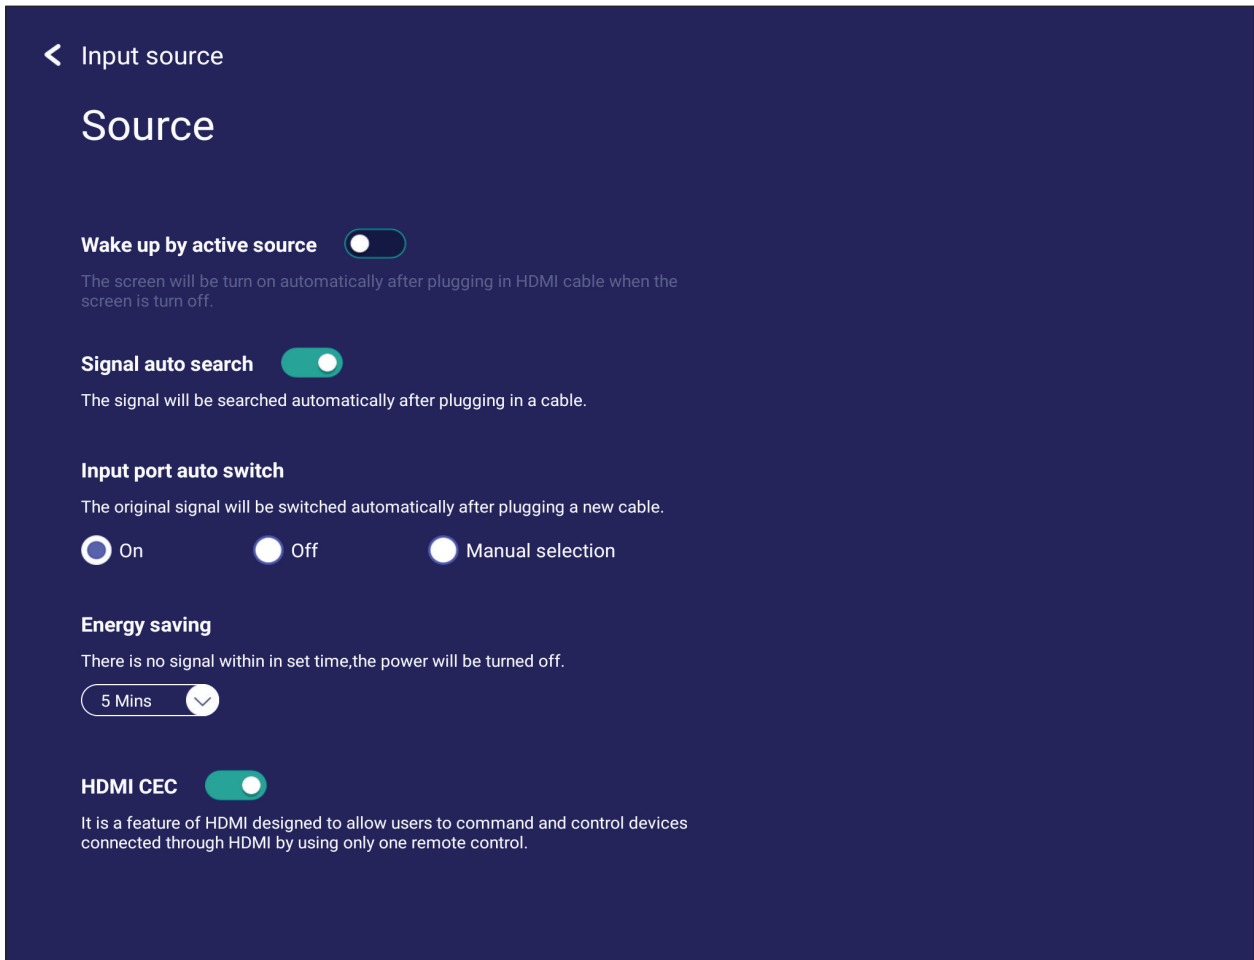 Input source
Source
Wake up by active source
The screen will be turn on automatically after plugging in HDMI cable when the
screen is turn off.
Signal auto search
The signal will be searched automatically after plugging in a cable.
Input port auto switch
The original signal will be switched automatically after plugging a new cable.
On Off Manual selection
Energy saving
There is no signal within in set time,the power will be turned off.
5 Mins
HDMI CEC
It is a feature of HDMI designed to allow users to command and control devices
connected through HDMI by using only one remote control.